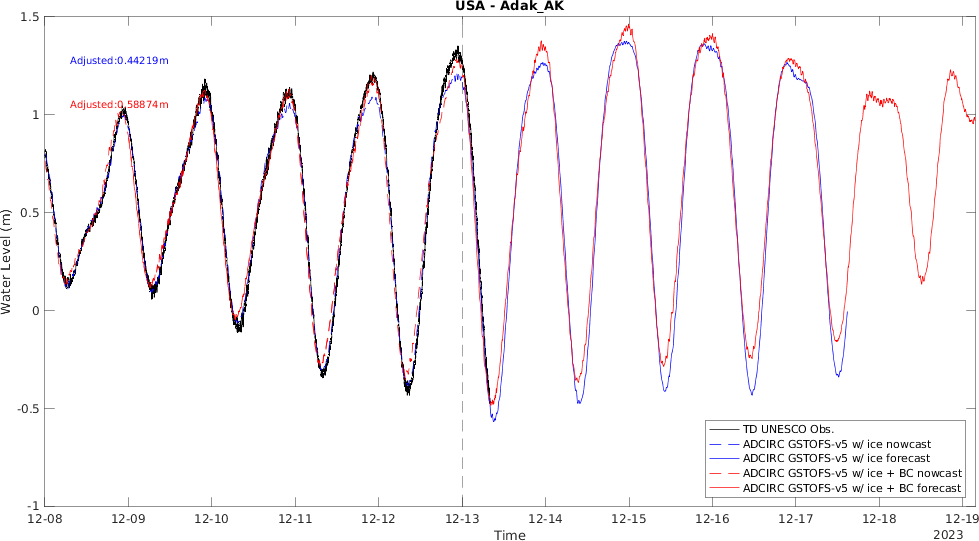 USA - Adak_AK
1.5
1
0.5
0
-0.5
-1
Water Level (m)
Adjusted:0.44219m
Adjusted:0.58874m
TD UNESCO Obs.
ADCIRC GSTOFS-v5 w/ ice nowcast
ADCIRC GSTOFS-v5 w/ ice forecast
ADCIRC GSTOFS-v5 w/ ice + BC nowcast
ADCIRC GSTOFS-v5 w/ ice + BC forecast
12-08 12-09 12-10 12-11 12-12 12-13 12-14 12-15 12-16 12-17 12-18 12-19
Time
2023